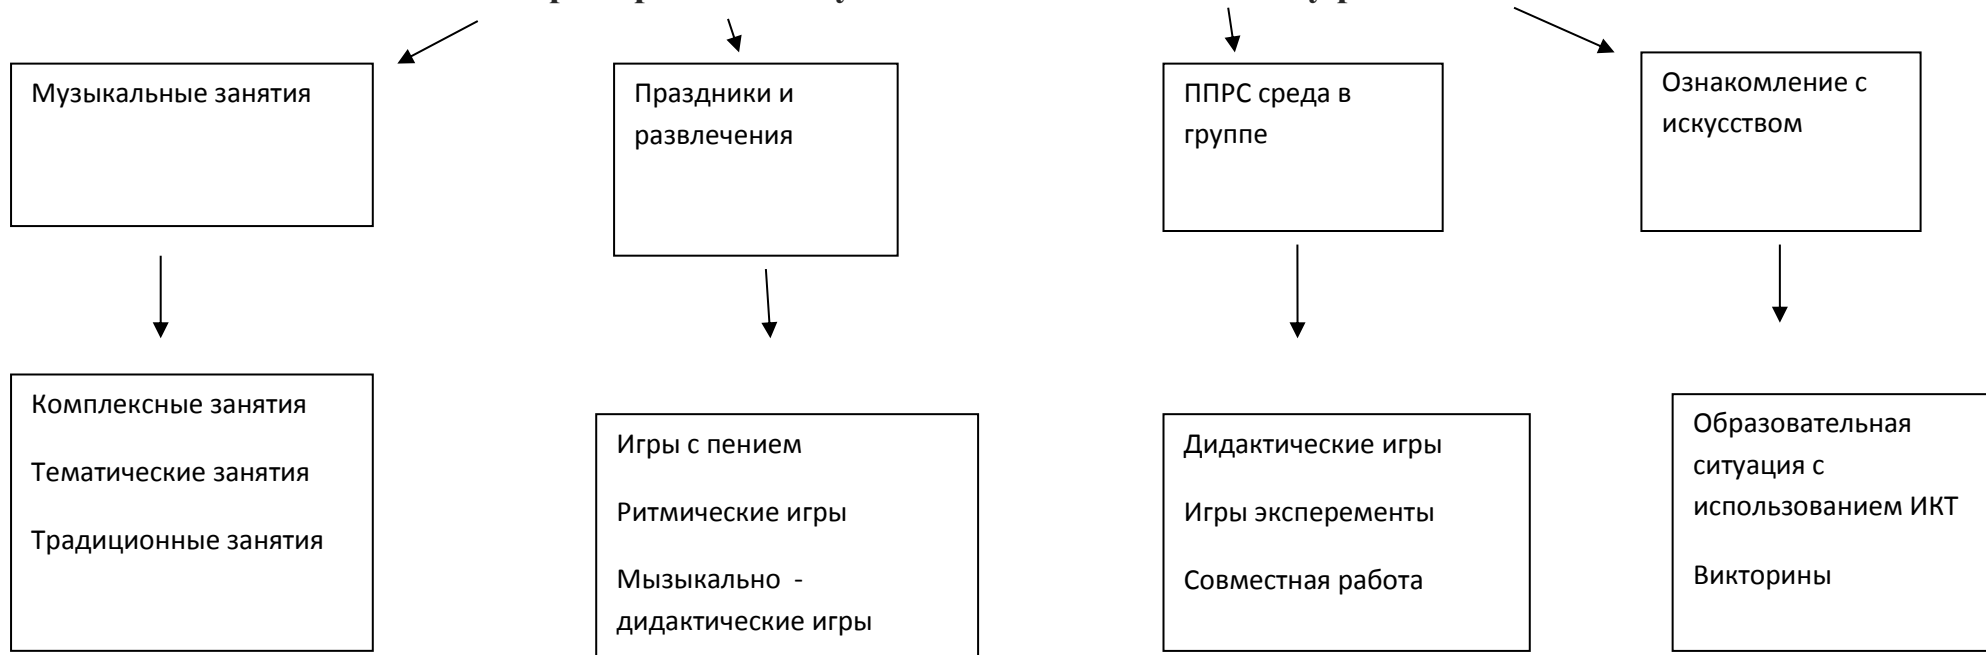 Музыкальные занятия
Праздники и
развлечения
ППРС среда в
группе
Ознакомление с
искусством
Комплексные занятия
Тематические занятия
Традиционные занятия
Игры с пением
Ритмические игры
Мызыкально -
дидактические игры
Дидактические игры
Игры эксперементы
Совместная работа
Образовательная
ситуация с
использованием ИКТ
Викторины